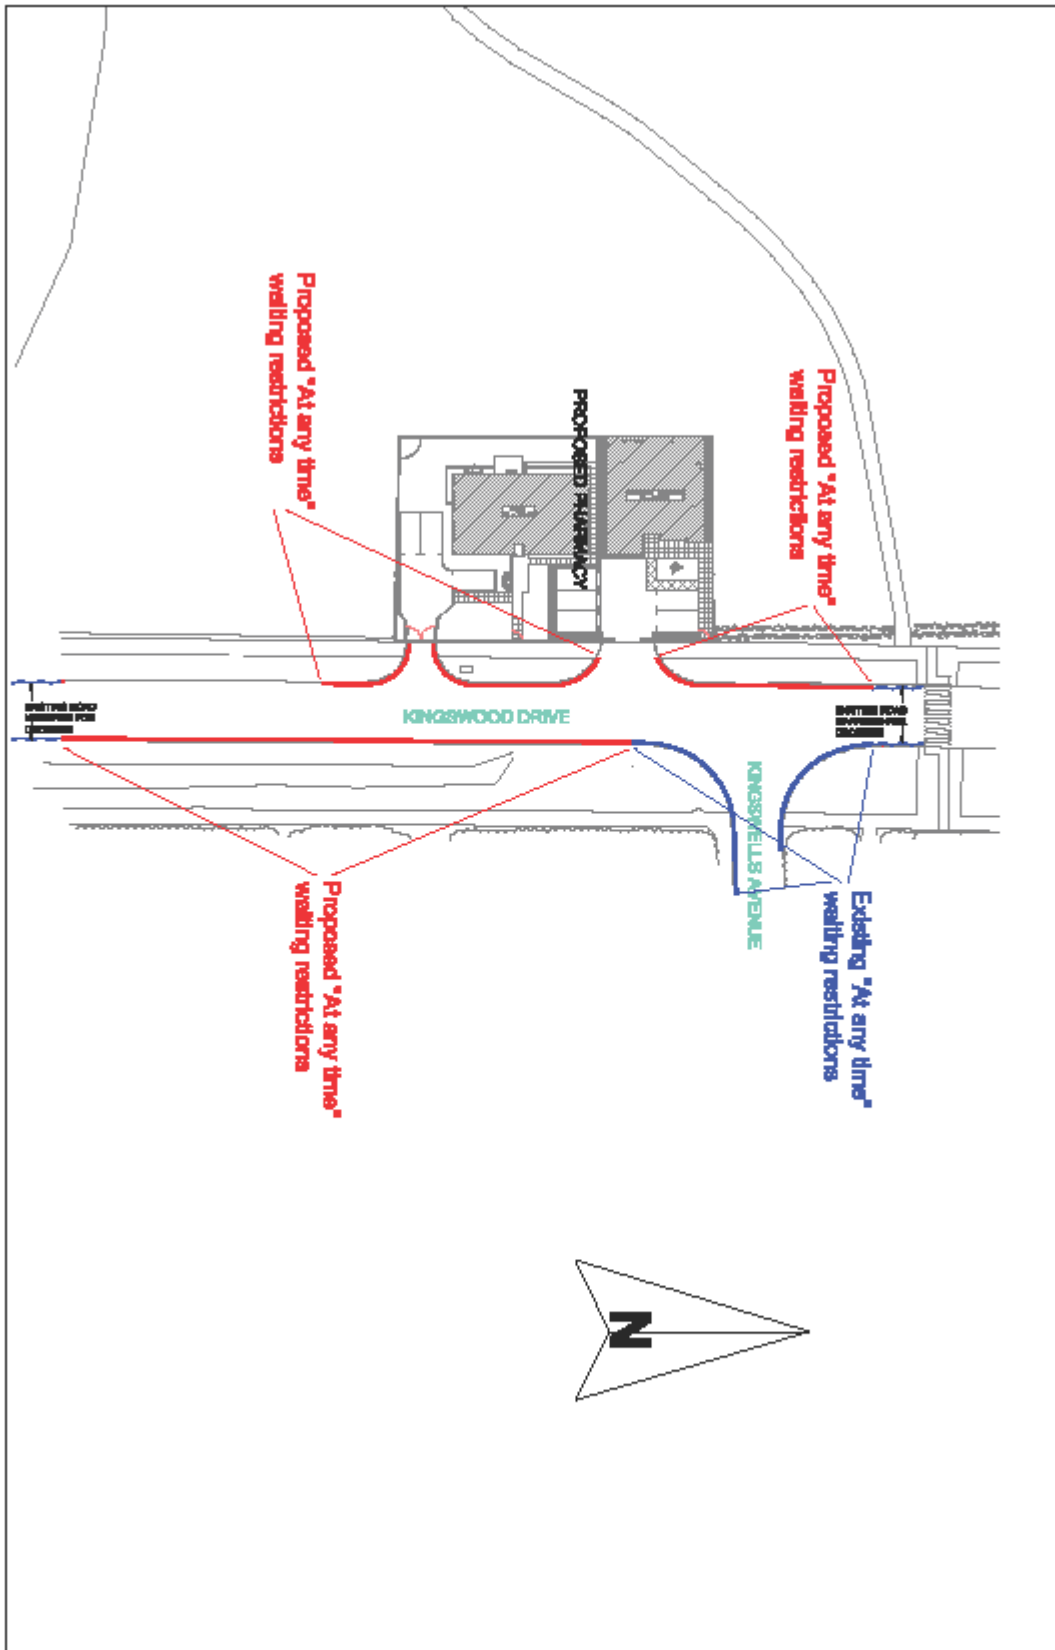 Proposed "At any time"
waiting restrictions
PROPOSED PHARMACY
Proposed "At any time"
waiting restrictions
KINGSWOOD DRIVE
KINGSWELLS AVENUE
Existing "At any time"
waiting restrictions
Proposed "At any time"
waiting restrictions
N